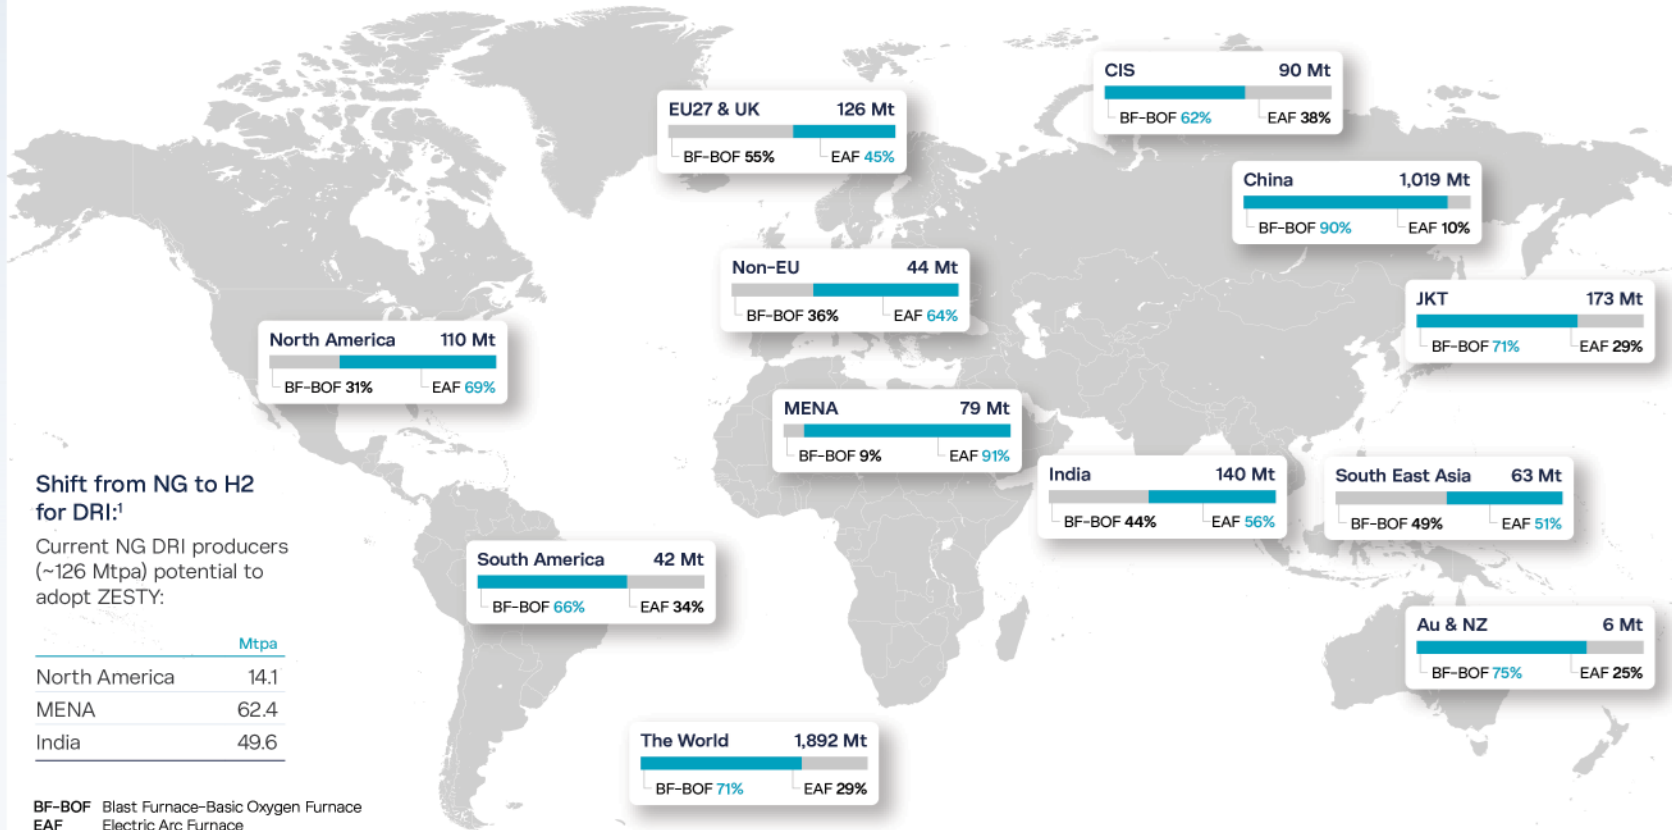 CIS 90 Mt
BF-BOF 62% EAF 38%
EU27 & UK 126 Mt
BF-BOF 55% EAF 45%
China 1,019 Mt
BF-BOF 90% EAF 10%
Non-EU 44 Mt
BF-BOF 36% EAF 64%
JKT 173 Mt
BF-BOF 71% EAF 29%
North America 110 Mt
BF-BOF 31% EAF 69%
MENA 79 Mt
BF-BOF 9% EAF 91%
India 140 Mt
BF-BOF 44% EAF 56%
South East Asia 63 Mt
BF-BOF 49% EAF 51%
South America 42 Mt
BF-BOF 66% EAF 34%
Au & NZ 6 Mt
BF-BOF 75% EAF 25%
The World 1,892 Mt
BF-BOF 71% EAF 29%
Shift from NG to H2
for DRI:¹
Current NG DRI producers
(~126 Mtpa) potential to
adopt ZESTY:
Mtpa
North America 14.1
MENA 62.4
India 49.6
BF-BOF Blast Furnace-Basic Oxygen Furnace
EAF Electric Arc Furnace